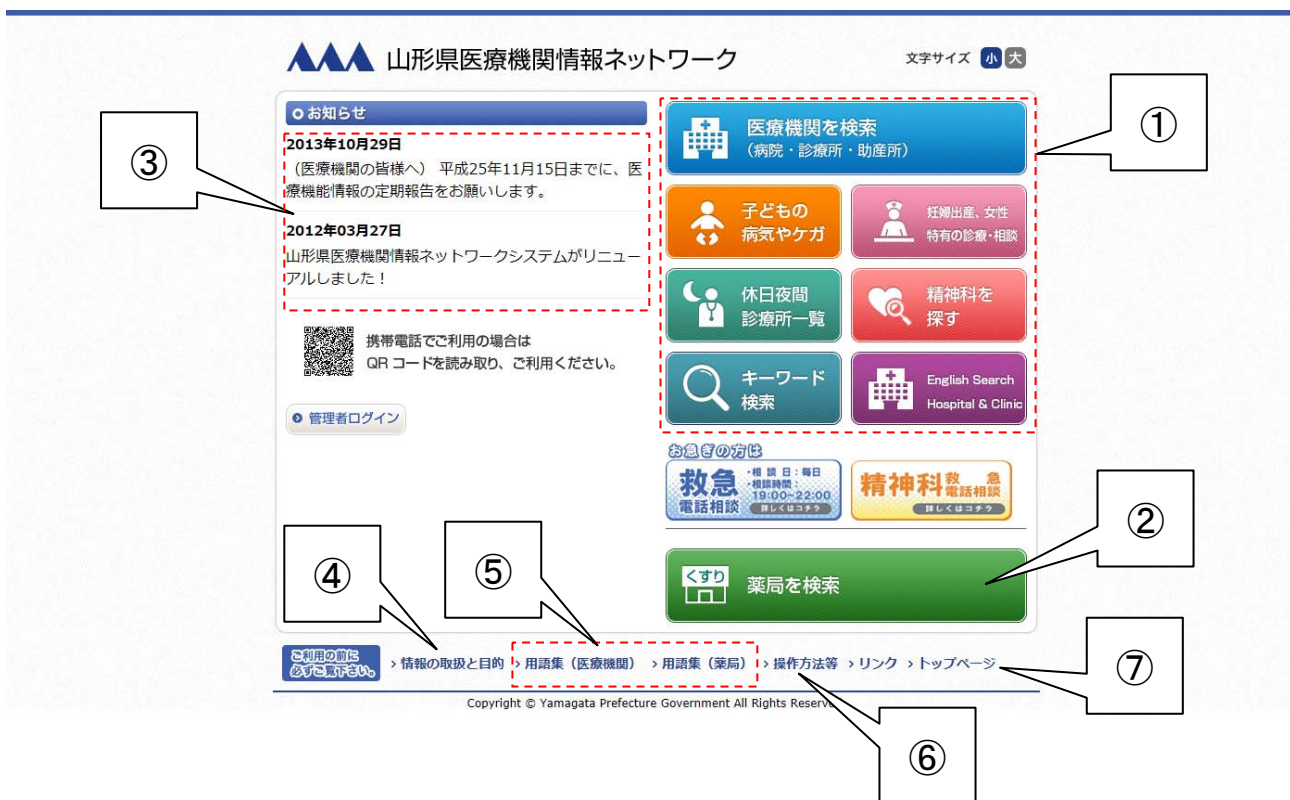 山形県医療機関情報ネットワーク
文字サイズ 小 大
お知らせ
2013年10月29日
(医療機関の皆様へ) 平成25年11月15日までに、医
療機能情報の定期報告をお願いします。
2012年03月27日
山形県医療機関情報ネットワークシステムがリニュー
アルしました！
携帯電話でご利用の場合は
QRコードを読み取り、ご利用ください。
管理者ログイン
③
医療機関を検索
(病院・診療所・助産所)
①
子どもの
病気やケガ
妊婦出産、女性
特有の診療・相談
休日夜間
診療所一覧
精神科を
探す
キーワード
検索
English Search
Hospital & Clinic
お急ぎの方は
救急
電話相談
・相談日：毎日
・相談時間：
19:00~22:00
詳しくはコチラ
精神科救急
電話相談
詳しくはコチラ
②
くすり
薬局を検索
④
⑤
ご利用の前に
必ずご覧下さい。
›情報の取扱と目的 ›用語集（医療機関） ›用語集（薬局） ›操作方法等 ›リンク ›トップページ
⑦
Copyright © Yamagata Prefecture Government All Rights Reserve
⑥